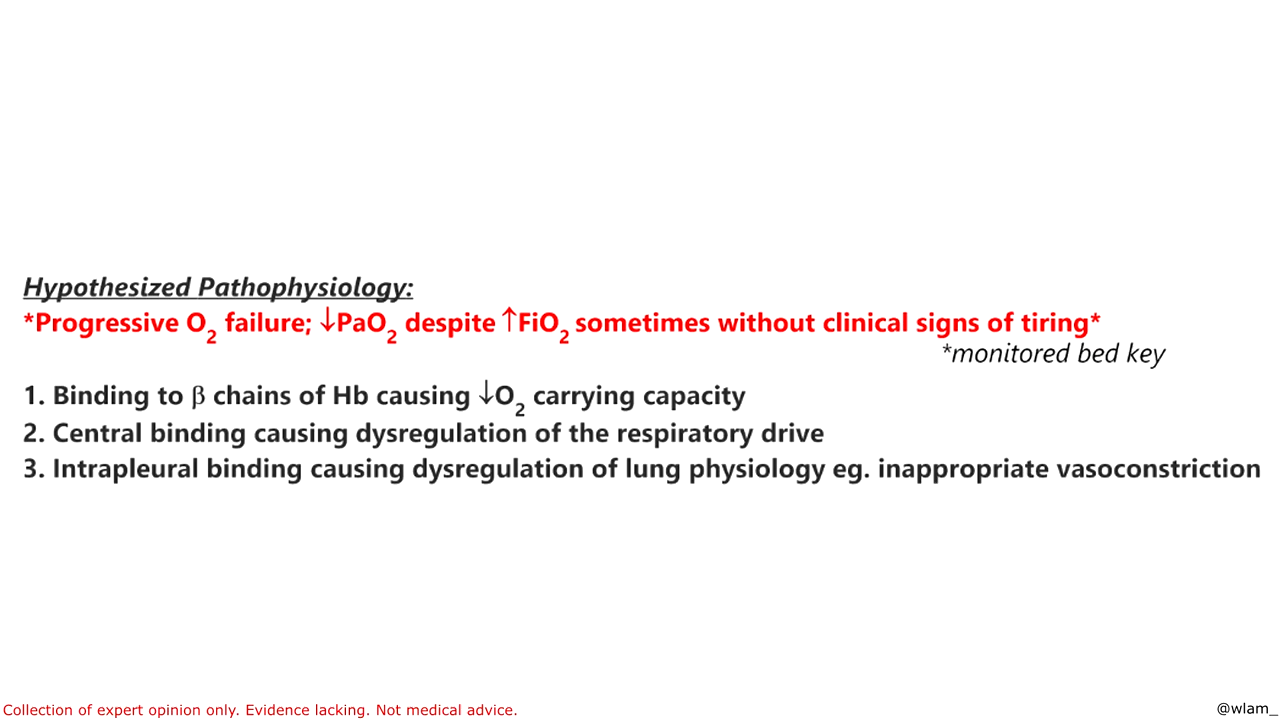 Hypothesized Pathophysiology:
*Progressive O₂ failure; ↓PaO₂ despite ↑FiO₂ sometimes without clinical signs of tiring*
*monitored bed key
1. Binding to β chains of Hb causing ↓O₂ carrying capacity
2. Central binding causing dysregulation of the respiratory drive
3. Intrapleural binding causing dysregulation of lung physiology eg. inappropriate vasoconstriction
Collection of expert opinion only. Evidence lacking. Not medical advice.
@wlam_